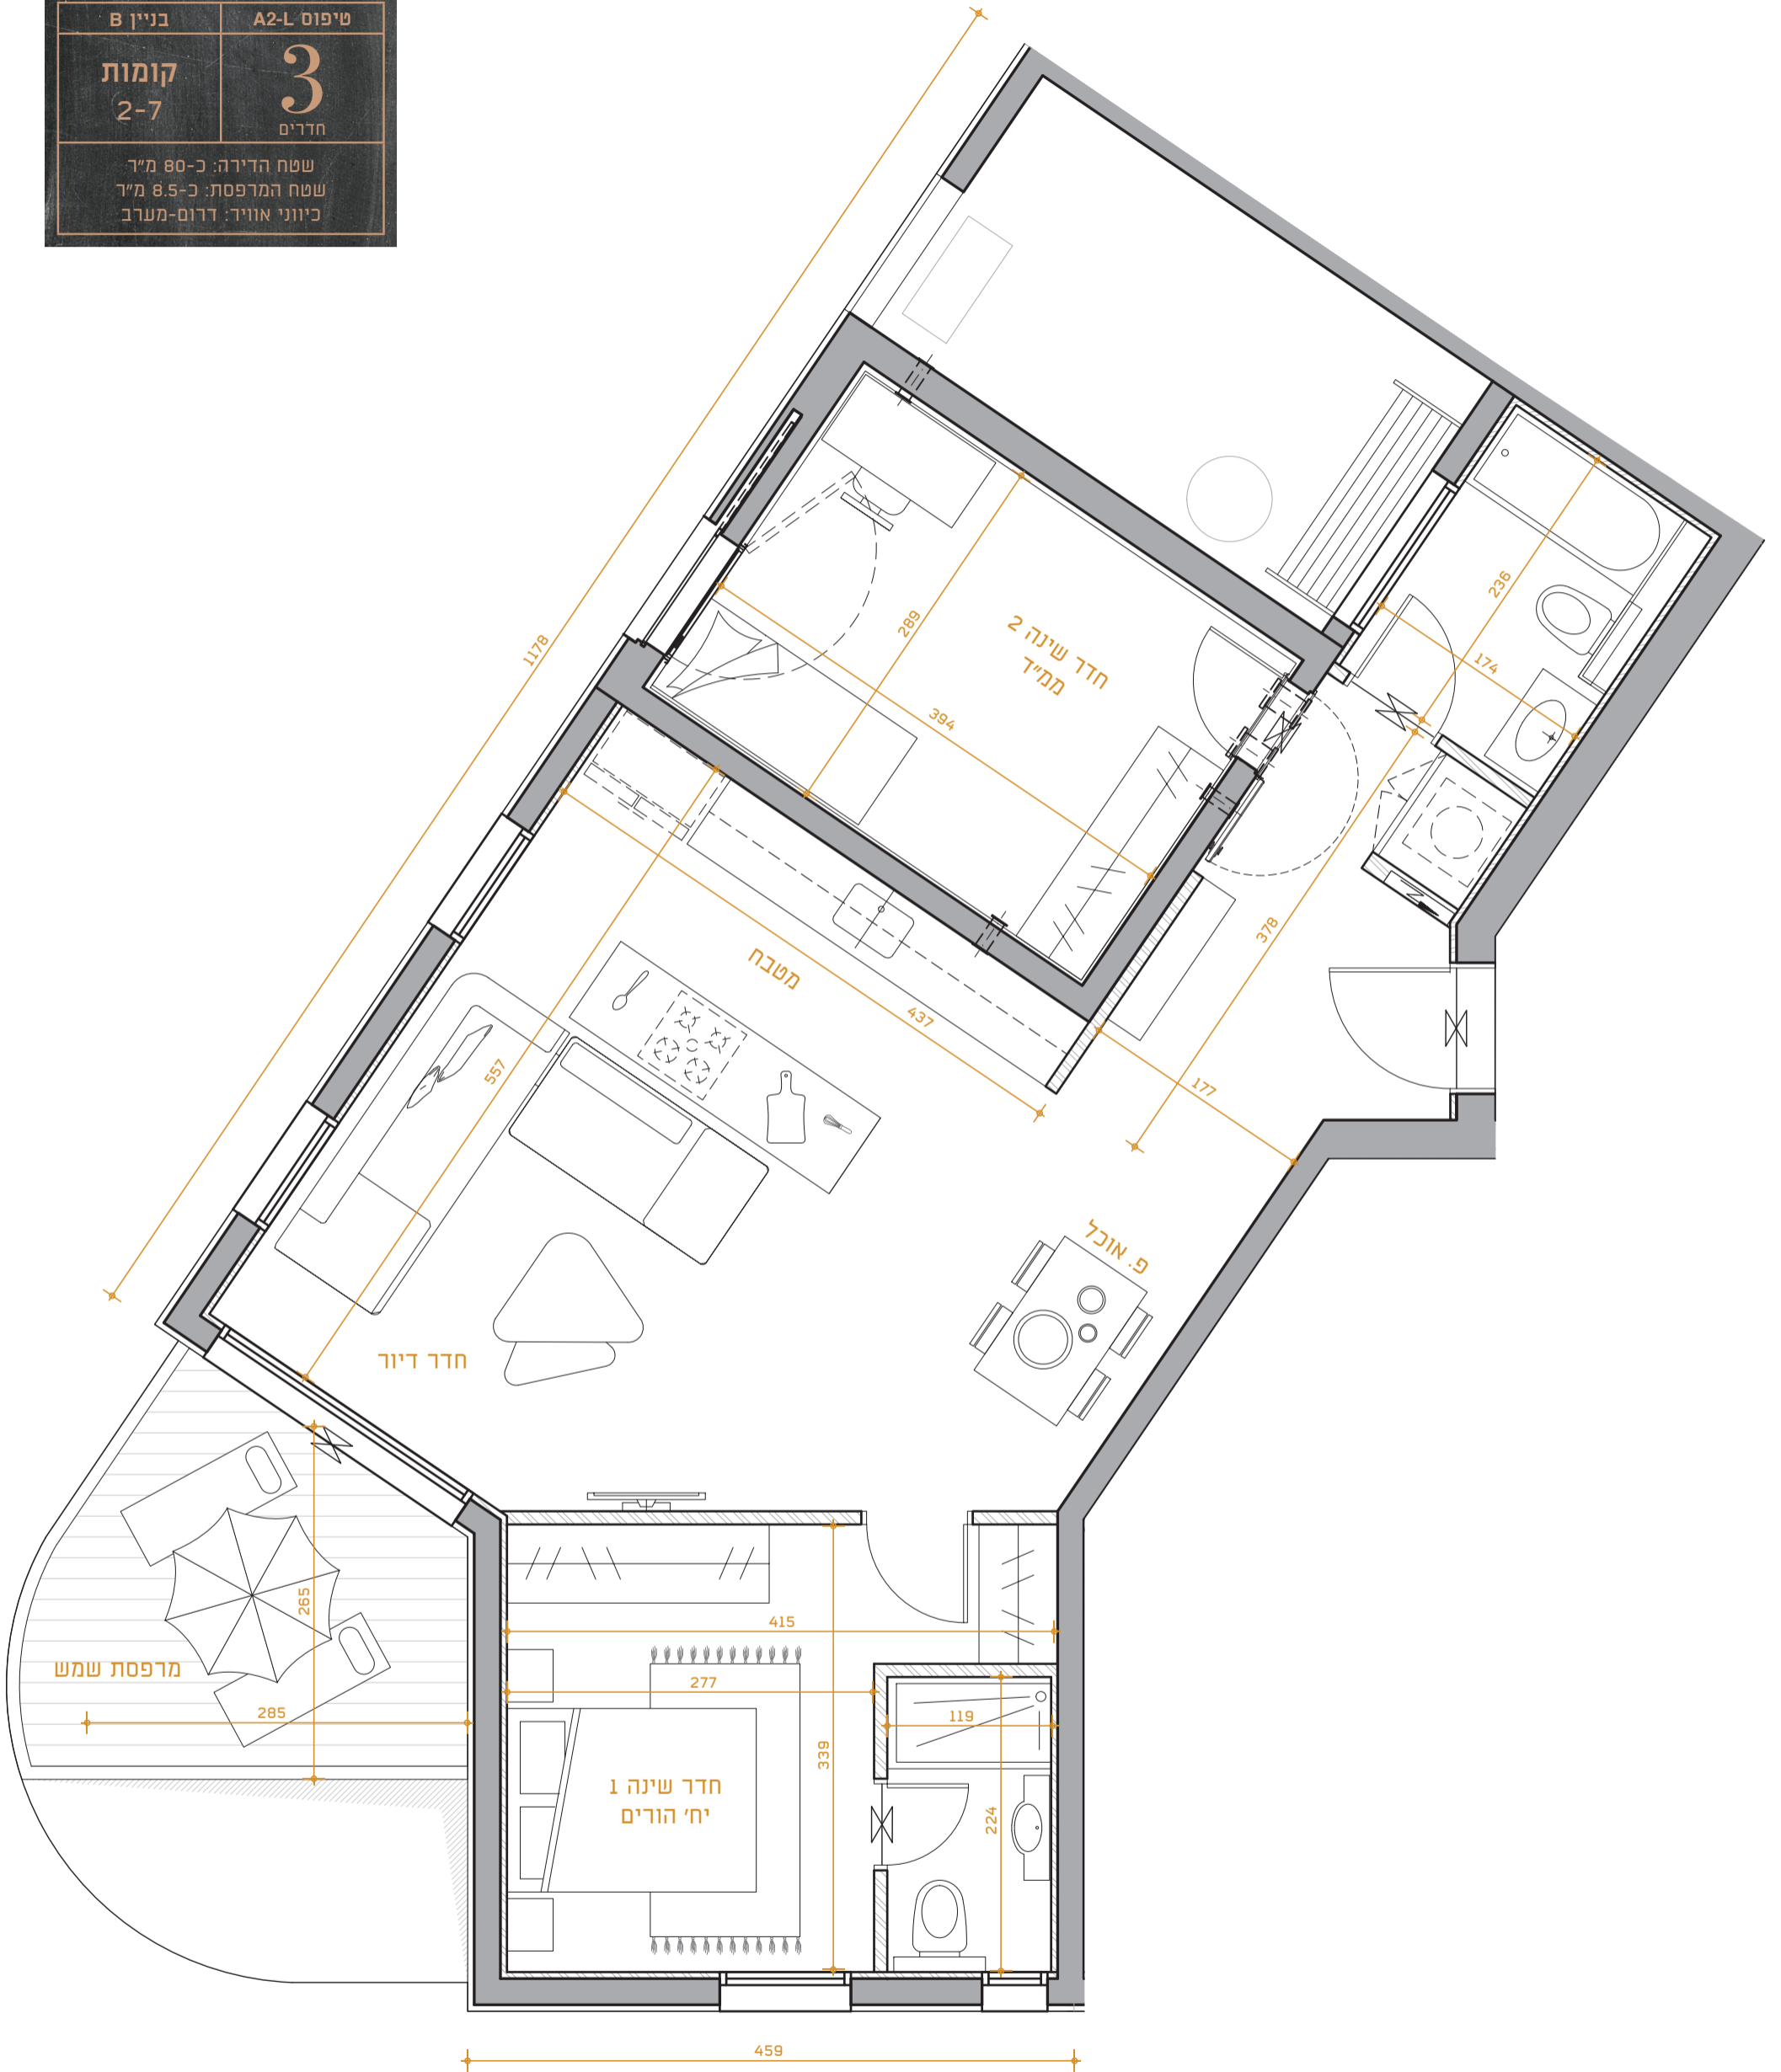 טיפוס A2-L
בניין B
3
חדרים
קומות
2-7
שטח הדירה: כ-80 מ״ר
שטח המרפסת: כ-8.5 מ״ר
כיווני אוויר: דרום-מערב
1178
236
174
289
חדר שינה 2
ממ״ד
394
378
מטבח
437
557
177
פ. אוכל
חדר דיור
265
415
מרפסת שמש
277
285
119
339
חדר שינה 1
יח׳ הורים
224
459